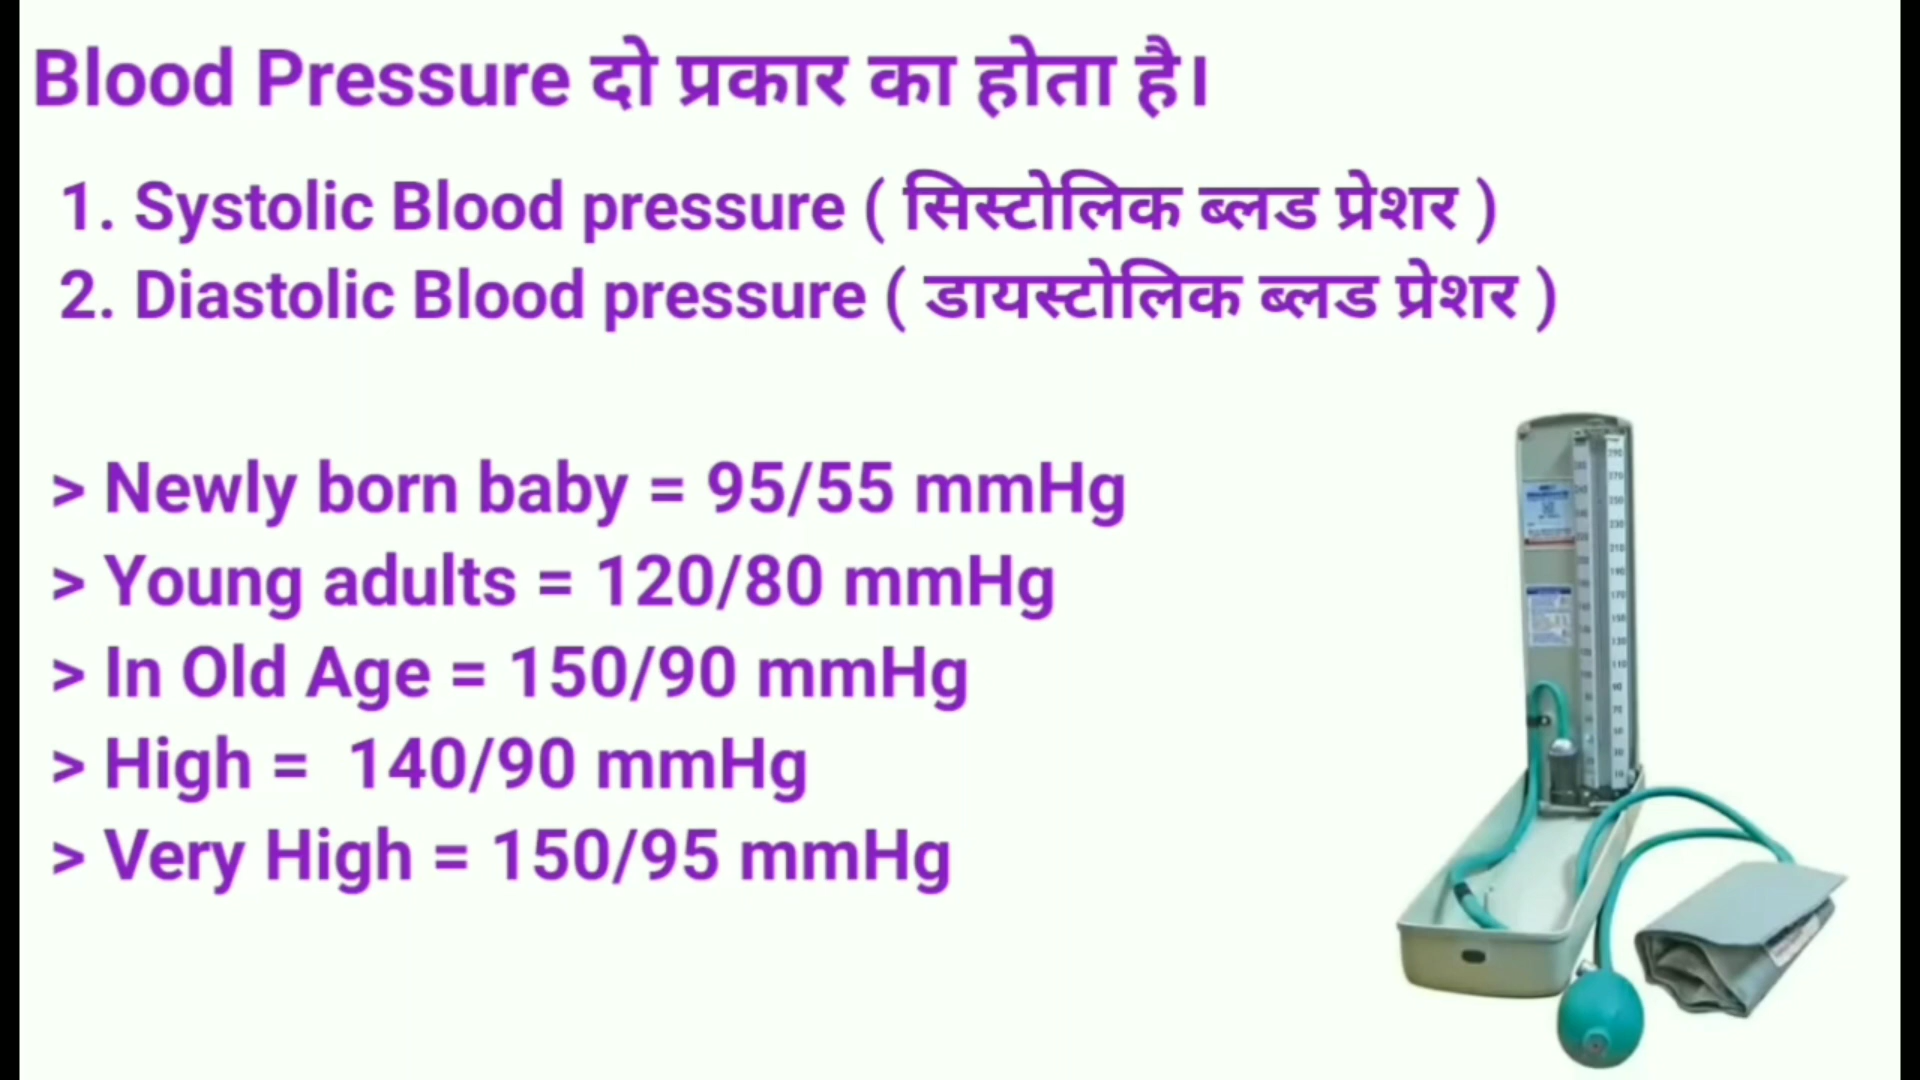 Blood Pressure दो प्रकार का होता है।
1. Systolic Blood pressure ( सिस्टोलिक ब्लड प्रेशर )
2. Diastolic Blood pressure ( डायस्टोलिक ब्लड प्रेशर )
> Newly born baby = 95/55 mmHg
> Young adults = 120/80 mmHg
> In Old Age = 150/90 mmHg
> High = 140/90 mmHg
> Very High = 150/95 mmHg